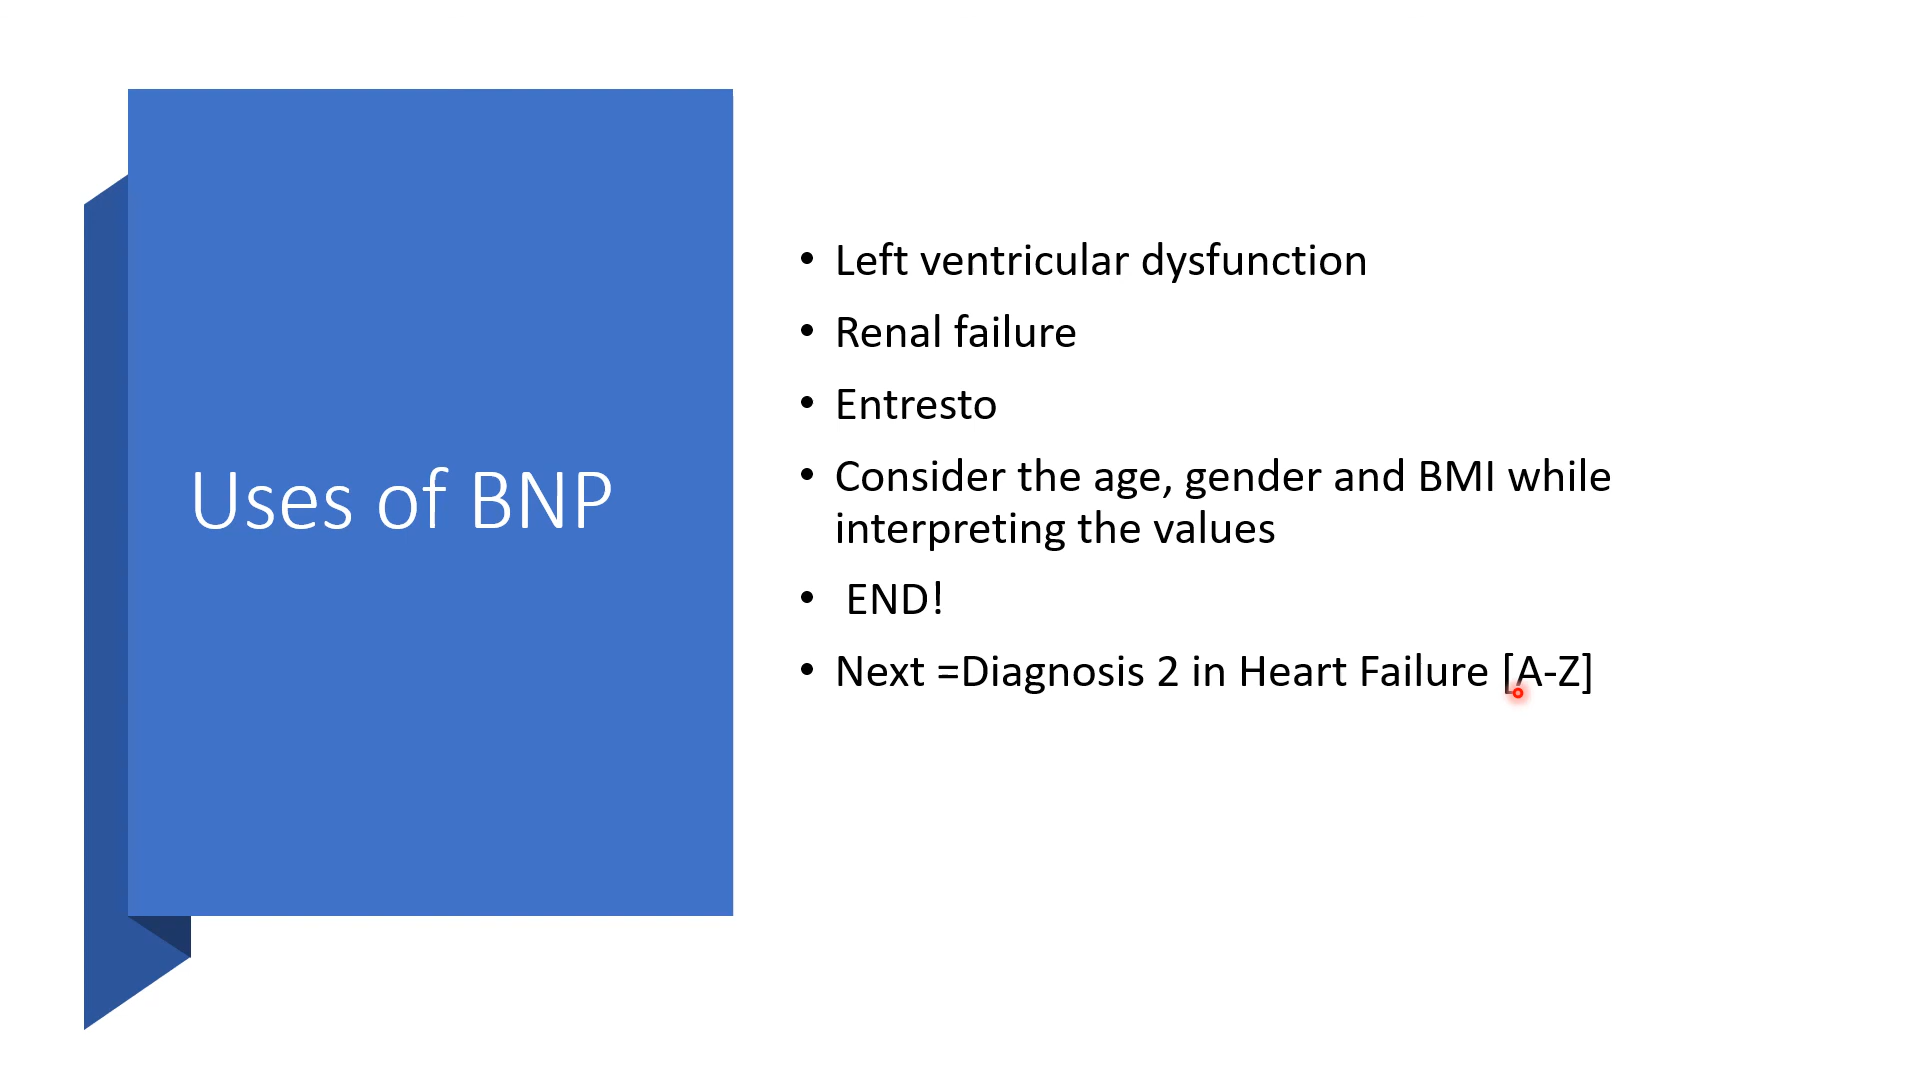 Uses of BNP
• Left ventricular dysfunction
• Renal failure
• Entresto
• Consider the age, gender and BMI while
interpreting the values
• END!
• Next =Diagnosis 2 in Heart Failure [A-Z]